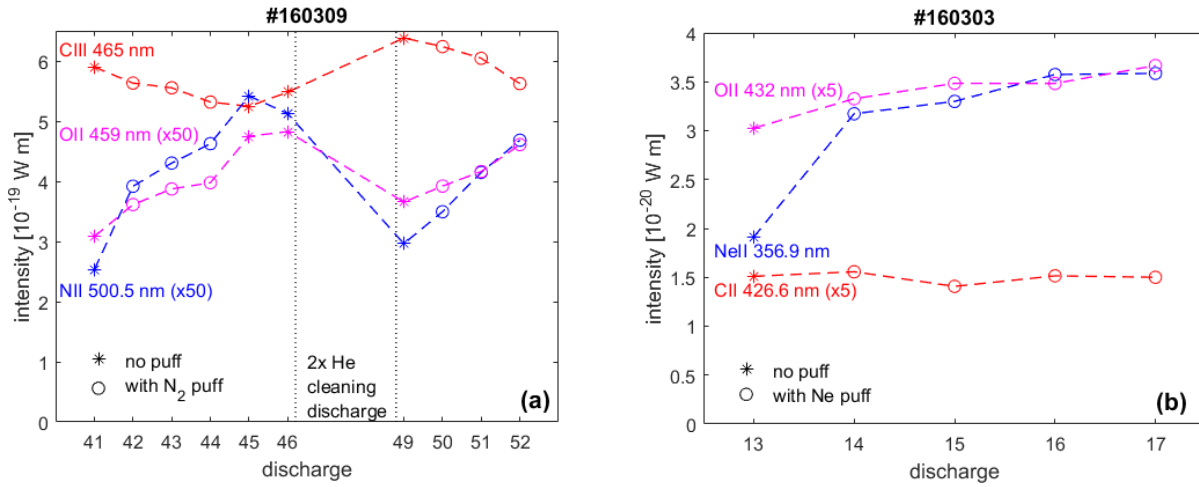 #160309
CIII 465 nm
OII 459 nm (x50)
NII 500.5 nm (x50)
no puff
with N₂ puff
2x He
cleaning
discharge
(a)
intensity [10⁻¹⁹ W m]
0
1
2
3
4
5
6
41 42 43 44 45 46 49 50 51 52
discharge
#160303
OII 432 nm (x5)
NeII 356.9 nm
CII 426.6 nm (x5)
no puff
with Ne puff
(b)
intensity [10⁻²⁰ W m]
0
0.5
1
1.5
2
2.5
3
3.5
4
13 14 15 16 17
discharge